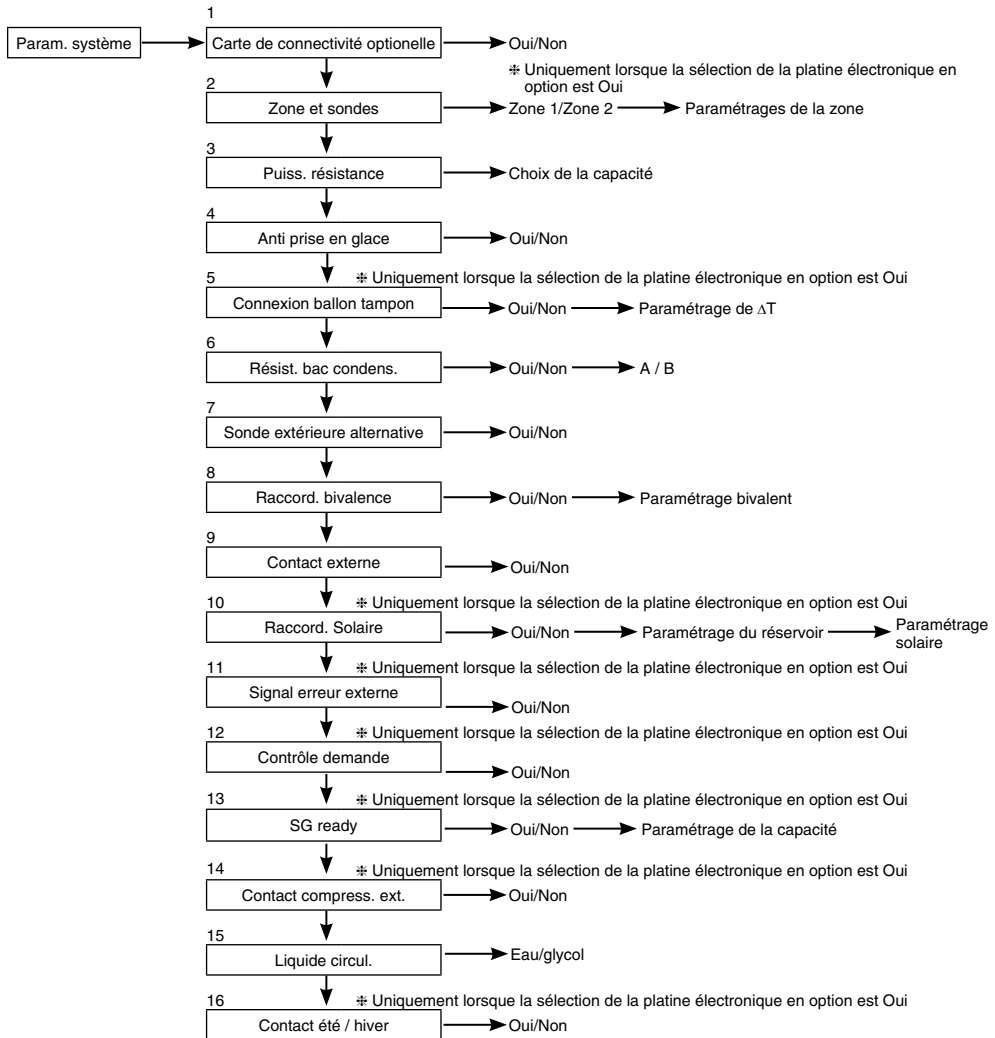 1
Param. système
Carte de connectivité optionelle
Oui/Non
❈ Uniquement lorsque la sélection de la platine électronique en
option est Oui
2
Zone et sondes
Zone 1/Zone 2
Paramétrages de la zone
3
Puiss. résistance
Choix de la capacité
4
Anti prise en glace
Oui/Non
5
❈ Uniquement lorsque la sélection de la platine électronique en option est Oui
Connexion ballon tampon
Oui/Non
Paramétrage de ∆T
6
Résist. bac condens.
Oui/Non
A / B
7
Sonde extérieure alternative
Oui/Non
8
Raccord. bivalence
Oui/Non
Paramétrage bivalent
9
Contact externe
Oui/Non
10
❈ Uniquement lorsque la sélection de la platine électronique en option est Oui
Raccord. Solaire
Oui/Non
Paramétrage du réservoir
Paramétrage
solaire
11
❈ Uniquement lorsque la sélection de la platine électronique en option est Oui
Signal erreur externe
Oui/Non
12
❈ Uniquement lorsque la sélection de la platine électronique en option est Oui
Contrôle demande
Oui/Non
13
❈ Uniquement lorsque la sélection de la platine électronique en option est Oui
SG ready
Oui/Non
Paramétrage de la capacité
14
❈ Uniquement lorsque la sélection de la platine électronique en option est Oui
Contact compress. ext.
Oui/Non
15
Liquide circul.
Eau/glycol
16
❈ Uniquement lorsque la sélection de la platine électronique en option est Oui
Contact été / hiver
Oui/Non